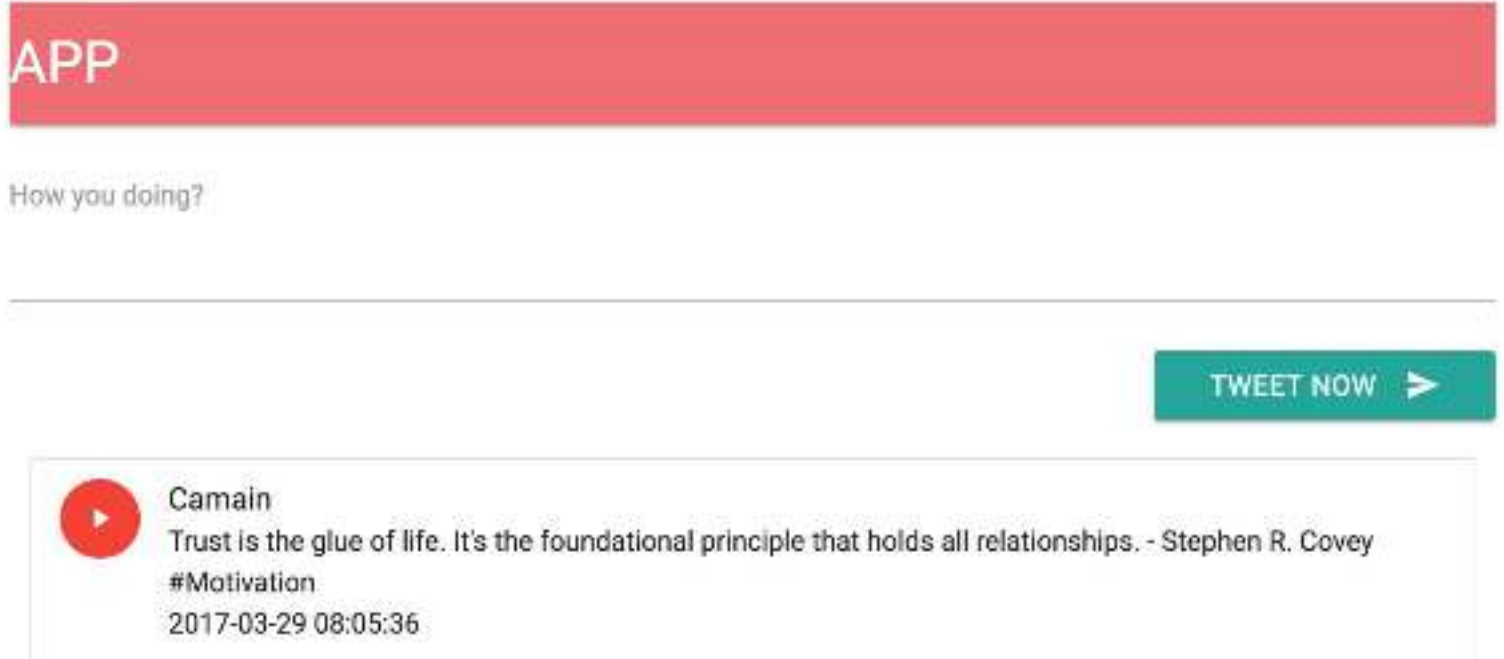 APP
How you doing?
TWEET NOW
Camain
Trust is the glue of life. It's the foundational principle that holds all relationships. - Stephen R. Covey
#Motivation
2017-03-29 08:05:36